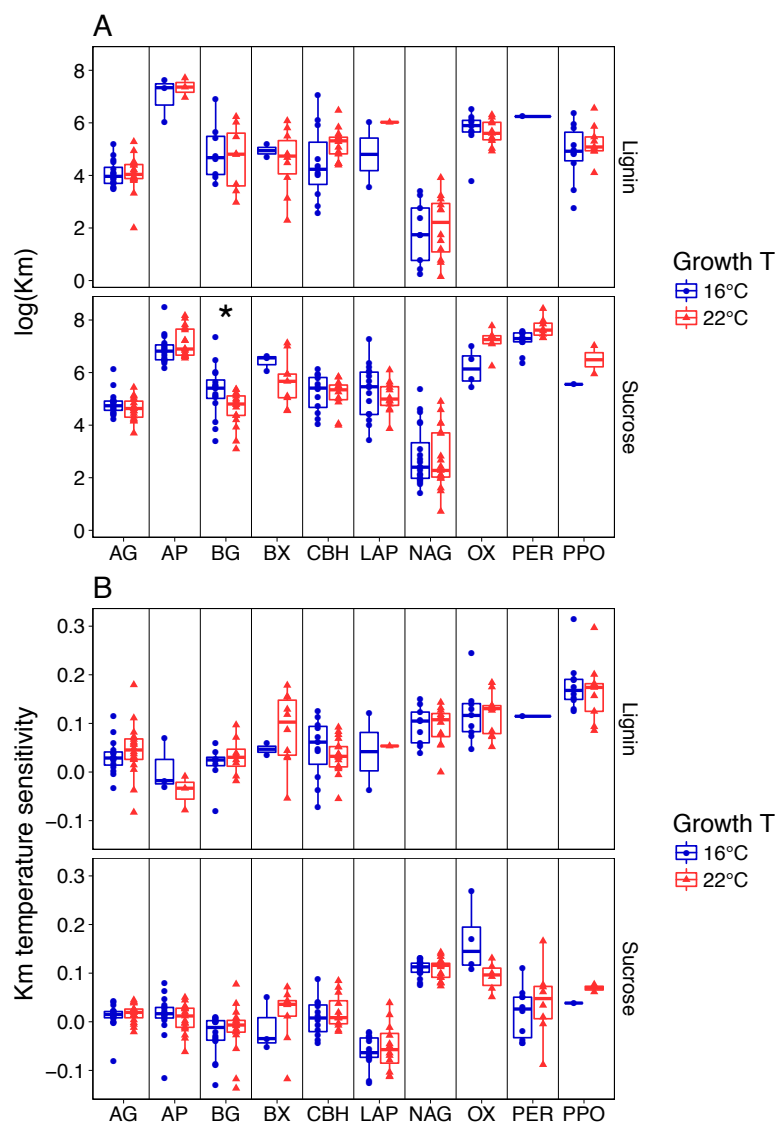 A
8
6
4
2
0
Lignin
log(Km)
Growth T
16°C
22°C
*
8
6
4
2
0
Sucrose
AG AP BG BX CBH LAP NAG OX PER PPO
B
0.3
0.2
0.1
0.0
−0.1
Lignin
Km temperature sensitivity
Growth T
16°C
22°C
0.3
0.2
0.1
0.0
−0.1
Sucrose
AG AP BG BX CBH LAP NAG OX PER PPO